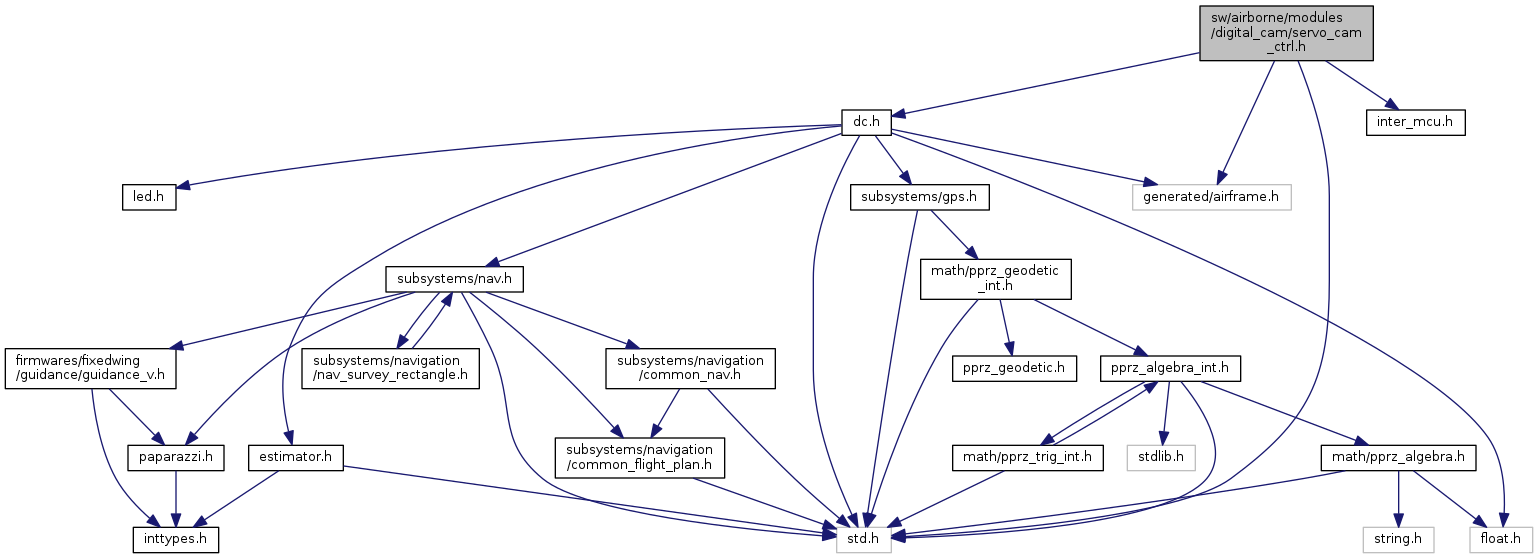 sw/airborne/modules
/digital_cam/servo_cam
_ctrl.h
dc.h
inter_mcu.h
led.h
subsystems/gps.h
generated/airframe.h
subsystems/nav.h
math/pprz_geodetic
_int.h
firmwares/fixedwing
/guidance/guidance_v.h
subsystems/navigation
/nav_survey_rectangle.h
subsystems/navigation
/common_nav.h
pprz_geodetic.h
pprz_algebra_int.h
paparazzi.h
estimator.h
subsystems/navigation
/common_flight_plan.h
math/pprz_trig_int.h
stdlib.h
math/pprz_algebra.h
inttypes.h
std.h
string.h
float.h